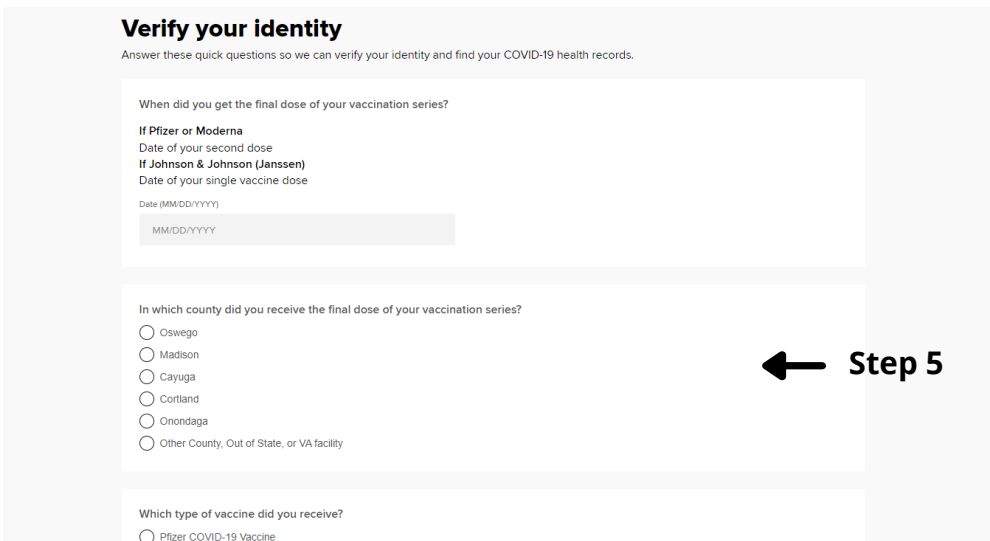 Verify your identity
Answer these quick questions so we can verify your identity and find your COVID-19 health records.
When did you get the final dose of your vaccination series?
If Pfizer or Moderna
Date of your second dose
If Johnson & Johnson (Janssen)
Date of your single vaccine dose
Date (MM/DD/YYYY)
MM/DD/YYYY
In which county did you receive the final dose of your vaccination series?
Oswego
Madison
Cayuga
Cortland
Onondaga
Other County, Out of State, or VA facility
Step 5
Which type of vaccine did you receive?
Pfizer COVID-19 Vaccine